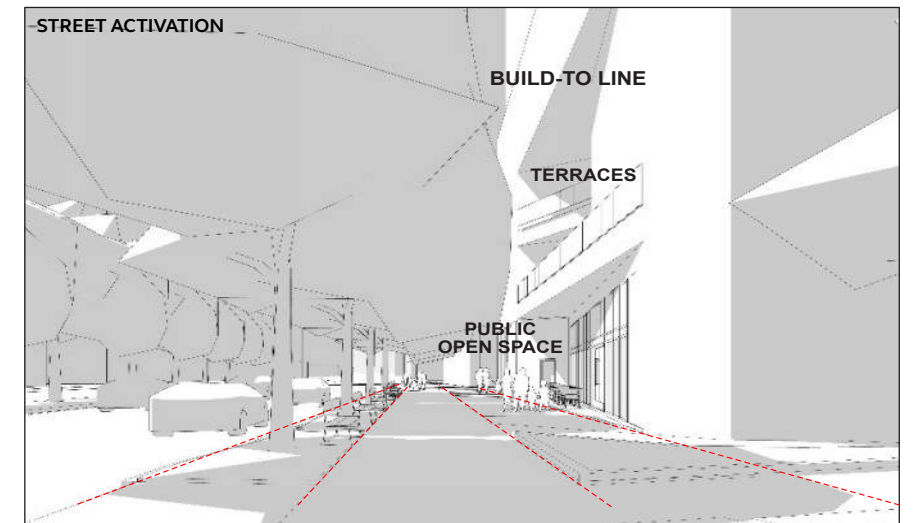 STREET ACTIVATION
BUILD-TO LINE
TERRACES
PUBLIC
OPEN SPACE